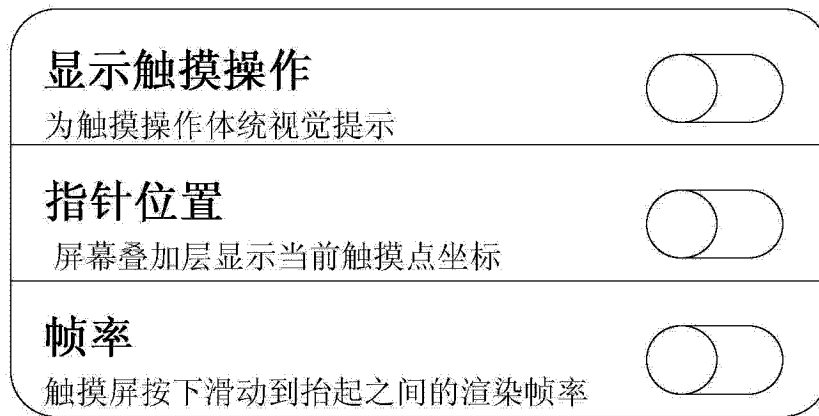 显示触摸操作
为触摸操作体统视觉提示
指针位置
屏幕叠加层显示当前触摸点坐标
帧率
触摸屏按下滑动到抬起之间的渲染帧率